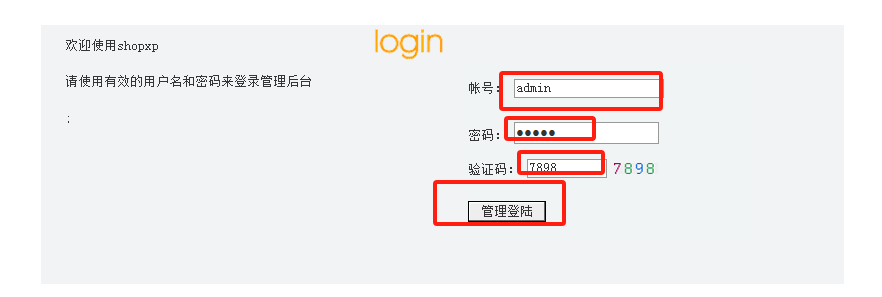 欢迎使用shopxp
login
请使用有效的用户名和密码来登录管理后台
帐号: admin
;
密码: ●●●●●
验证码: 7898 7898
管理登陆